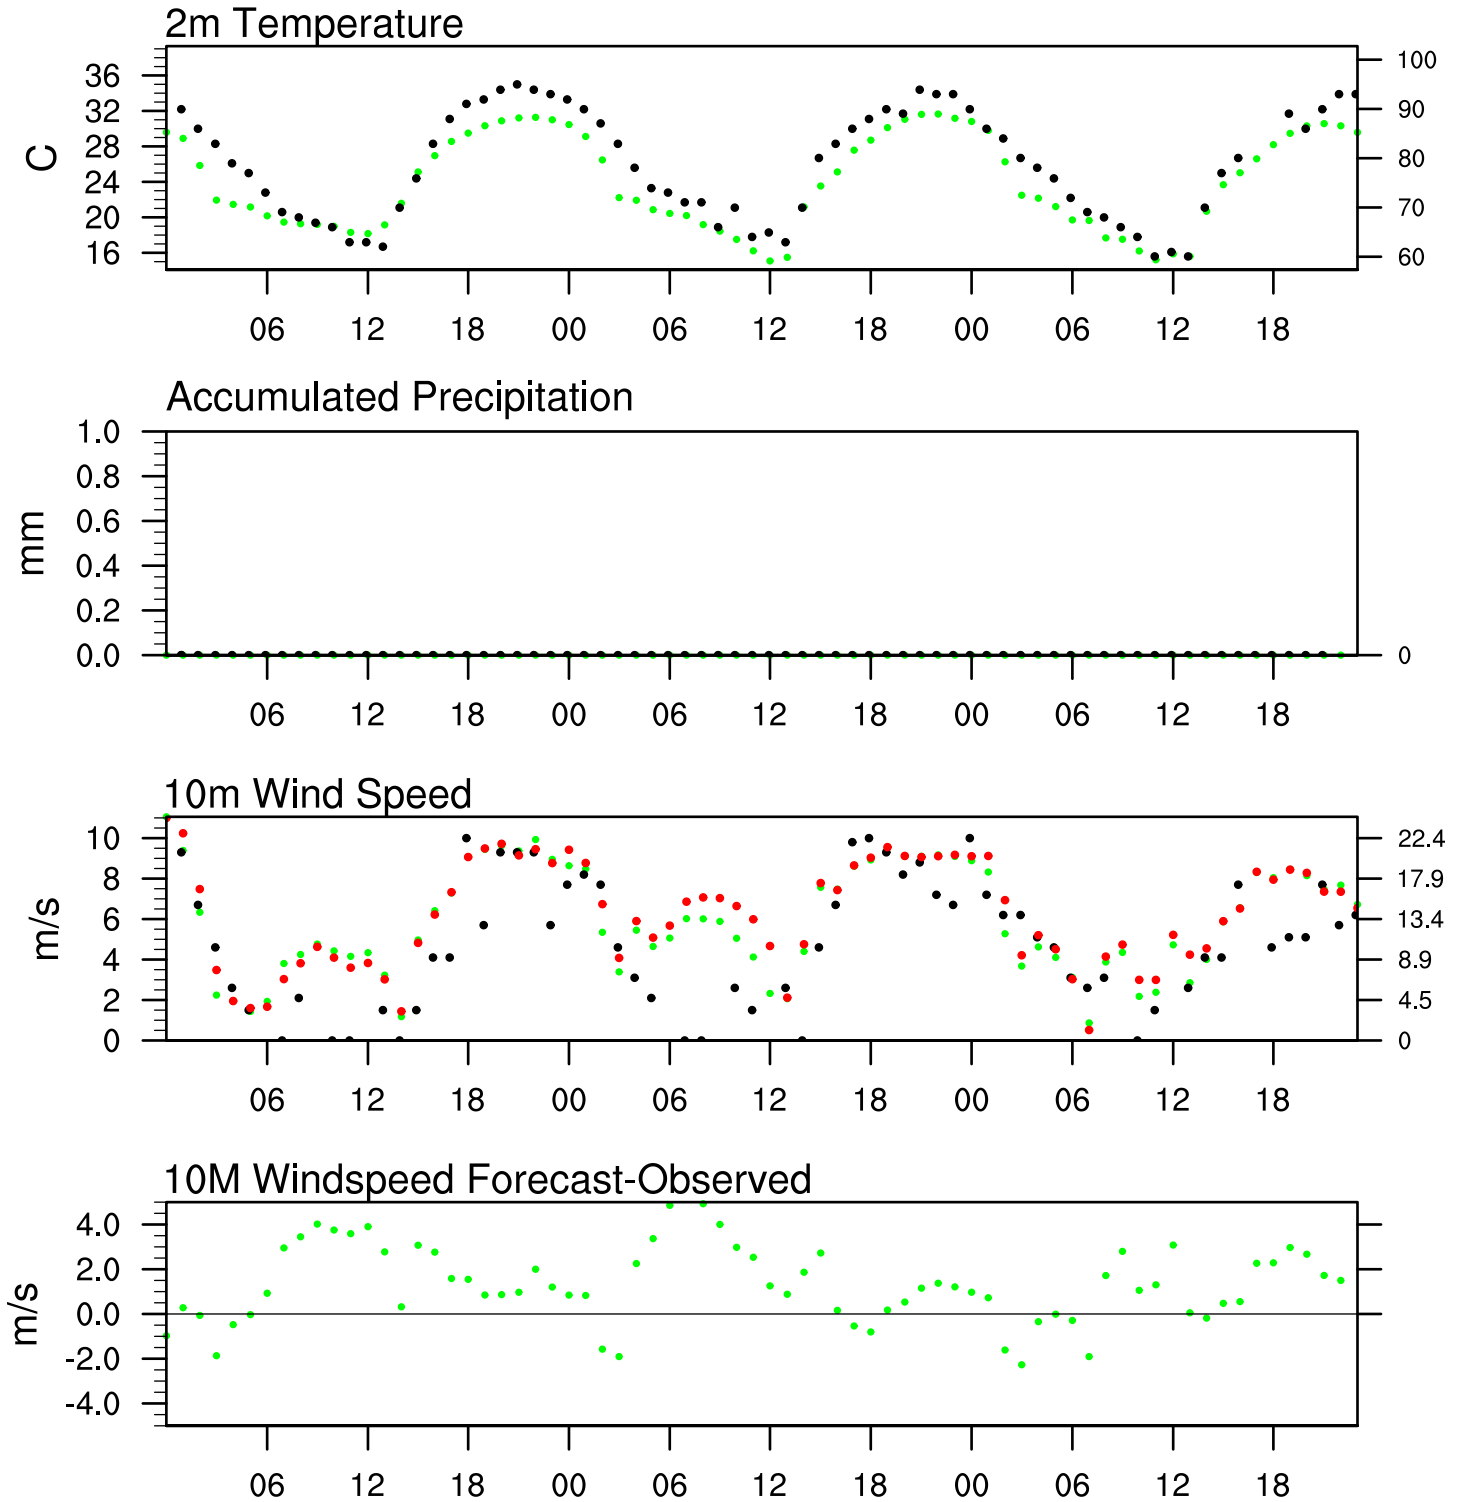 2m Temperature
36 100
32 90
28 80
24 70
20 60
16
C
06 12 18 00 06 12 18 00 06 12 18
Accumulated Precipitation
1.0
0.8
0.6
0.4
0.2
0.0 0
mm
06 12 18 00 06 12 18 00 06 12 18
10m Wind Speed
10 22.4
8 17.9
6 13.4
4 8.9
2 4.5
0 0
m/s
06 12 18 00 06 12 18 00 06 12 18
10M Windspeed Forecast-Observed
4.0
2.0
0.0
-2.0
-4.0
m/s
06 12 18 00 06 12 18 00 06 12 18